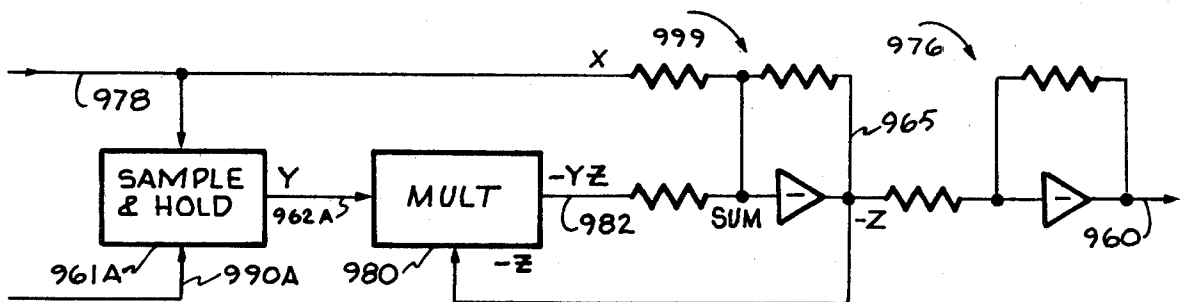 999
976
X
978
965
SAMPLE
& HOLD
Y
962A
MULT
-YZ
982
SUM
-Z
960
961A
990A
980
-Z
-
-